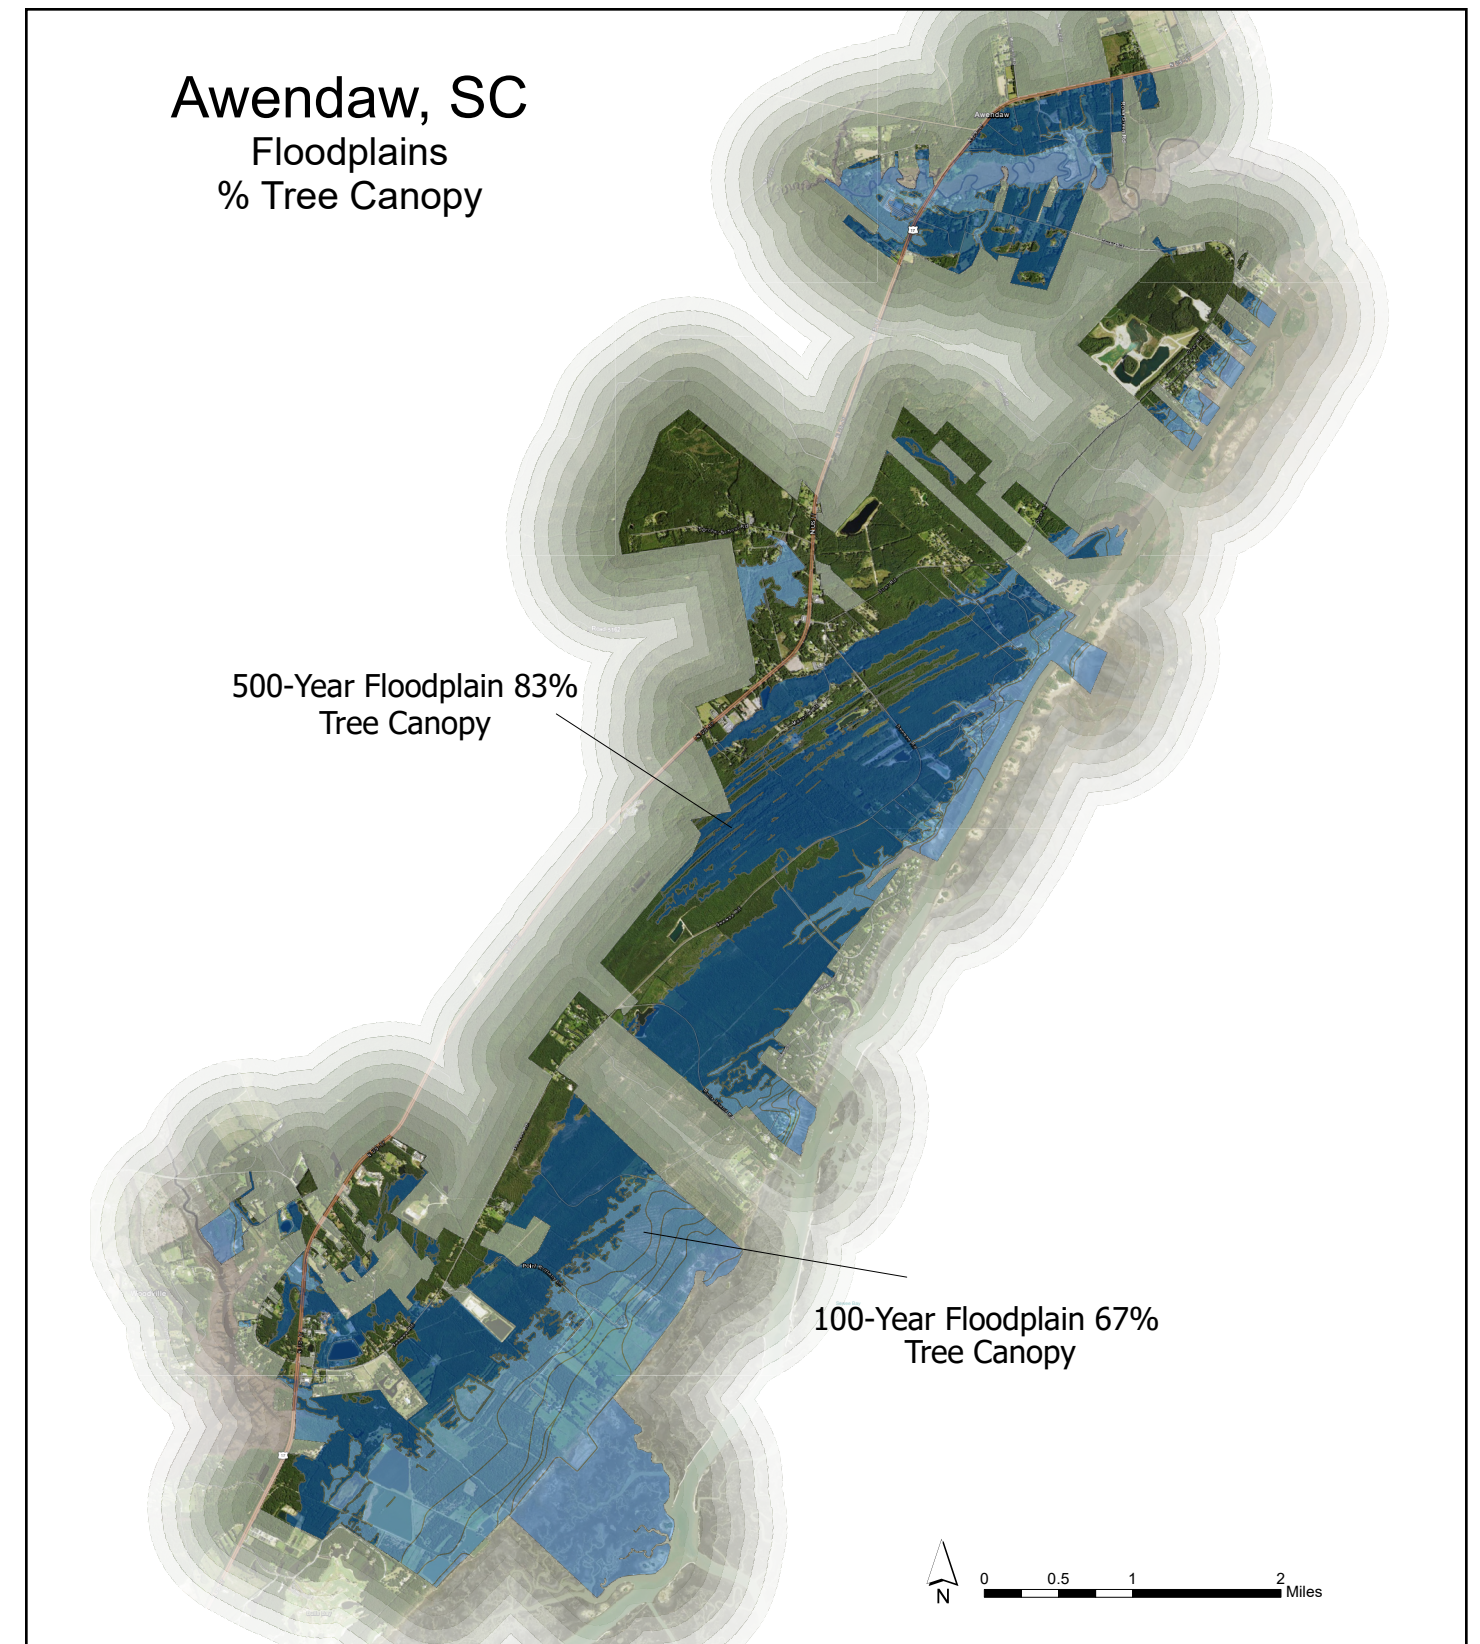 Awendaw, SC
Floodplains
% Tree Canopy
Awendaw
500-Year Floodplain 83%
Tree Canopy
100-Year Floodplain 67%
Tree Canopy
0 0.5 1 2
Miles
N